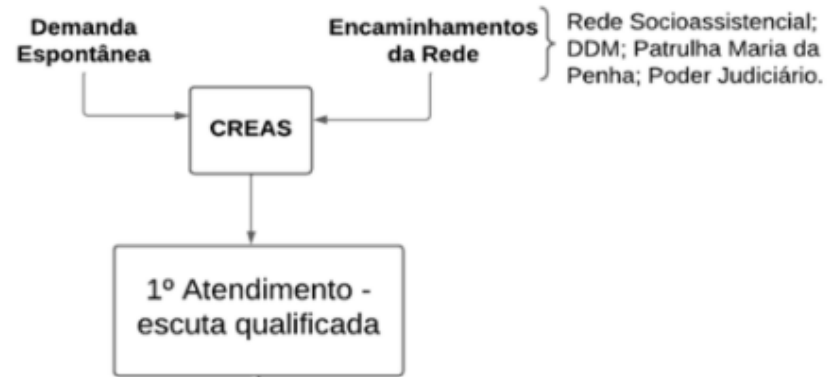 Demanda
Espontânea
Encaminhamentos
da Rede
Rede Socioassistencial;
DDM; Patrulha Maria da
Penha; Poder Judiciário.
CREAS
1º Atendimento -
escuta qualificada